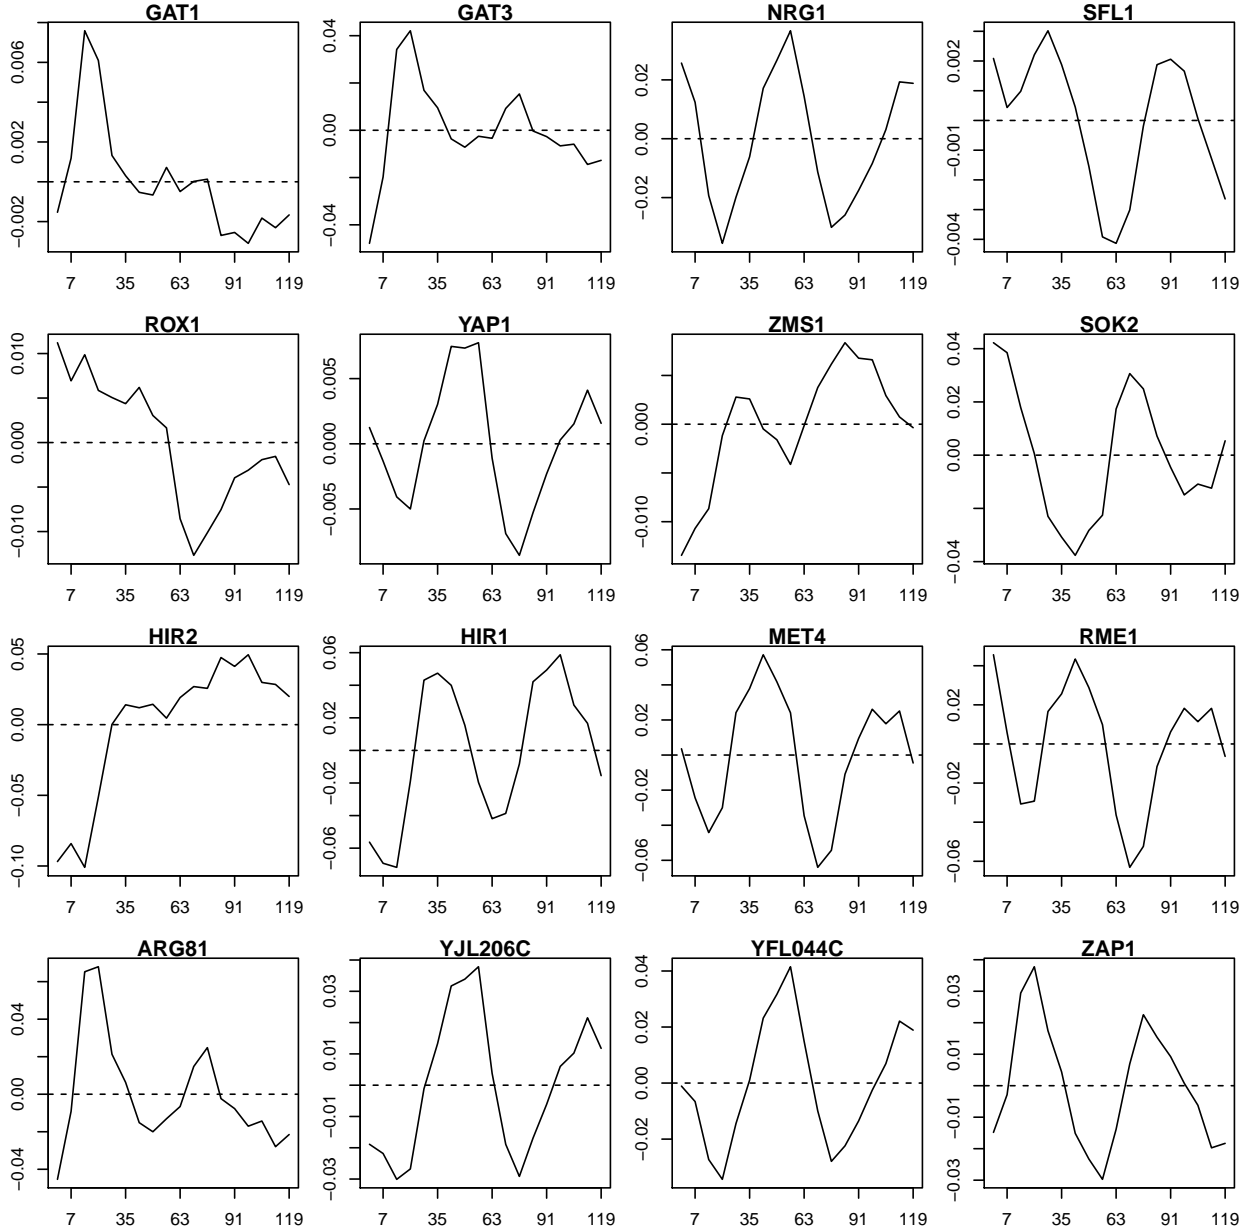 GAT1 GAT3 NRG1 SFL1
−0.002 0.002 0.006
−0.04 0.00 0.04
−0.02 0.00 0.02
−0.004 −0.001 0.002
7 35 63 91 119 7 35 63 91 119 7 35 63 91 119 7 35 63 91 119
ROX1 YAP1 ZMS1 SOK2
−0.010 0.000 0.010
−0.005 0.000 0.005
−0.010 0.000
−0.04 0.00 0.02 0.04
7 35 63 91 119 7 35 63 91 119 7 35 63 91 119 7 35 63 91 119
HIR2 HIR1 MET4 RME1
−0.10 −0.05 0.00 0.05
−0.06 −0.02 0.02 0.06
−0.06 −0.02 0.02 0.06
−0.06 −0.02 0.02
7 35 63 91 119 7 35 63 91 119 7 35 63 91 119 7 35 63 91 119
ARG81 YJL206C YFL044C ZAP1
−0.04 0.00 0.04
−0.03 −0.01 0.01 0.03
−0.02 0.00 0.02 0.04
−0.03 −0.01 0.01 0.03
7 35 63 91 119 7 35 63 91 119 7 35 63 91 119 7 35 63 91 119